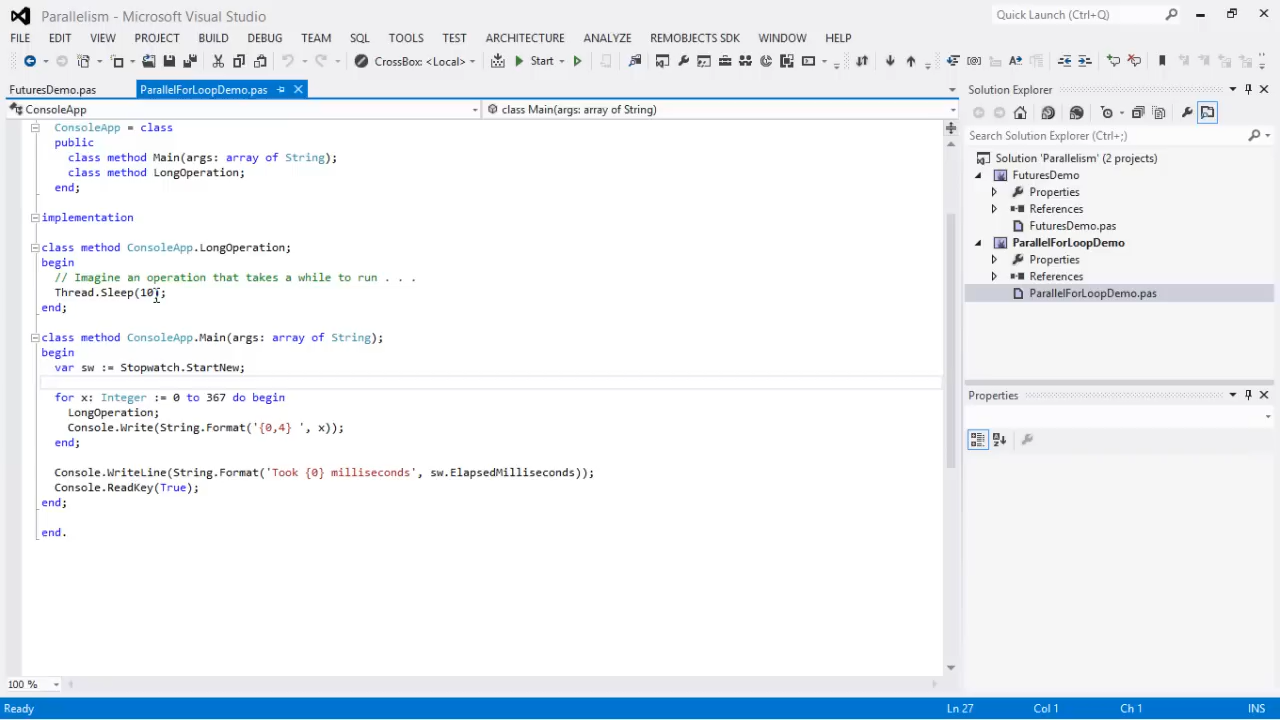 Parallelism - Microsoft Visual Studio
Quick Launch (Ctrl+Q)
FILE EDIT VIEW PROJECT BUILD DEBUG TEAM SQL TOOLS TEST ARCHITECTURE ANALYZE REMOBJECTS SDK WINDOW HELP
CrossBox: <Local> Start
FuturesDemo.pas ParallelForLoopDemo.pas
ConsoleApp class Main(args: array of String)
ConsoleApp = class
public
class method Main(args: array of String);
class method LongOperation;
end;
implementation
class method ConsoleApp.LongOperation;
begin
// Imagine an operation that takes a while to run . . .
Thread.Sleep(10);
end;
class method ConsoleApp.Main(args: array of String);
begin
var sw := Stopwatch.StartNew;
for x: Integer := 0 to 367 do begin
LongOperation;
Console.Write(String.Format('{0,4} ', x));
end;
Console.WriteLine(String.Format('Took {0} milliseconds', sw.ElapsedMilliseconds));
Console.ReadKey(True);
end;
end.
100 %
Solution Explorer
Search Solution Explorer (Ctrl+;)
Solution 'Parallelism' (2 projects)
FuturesDemo
Properties
References
FuturesDemo.pas
ParallelForLoopDemo
Properties
References
ParallelForLoopDemo.pas
Properties
Ready Ln 27 Col 1 Ch 1 INS